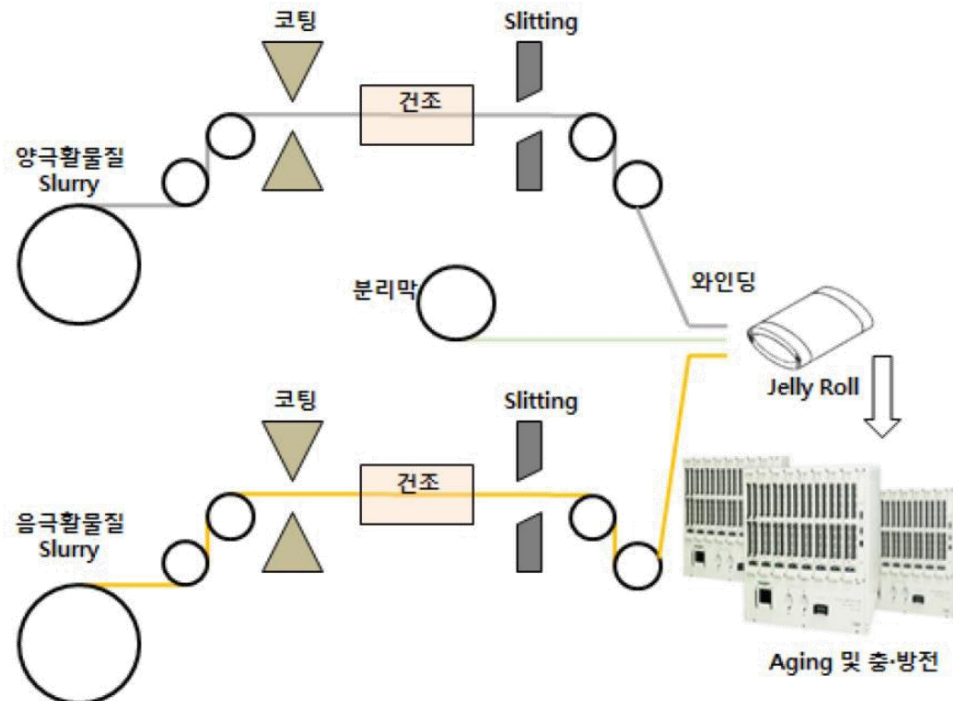 코팅
Slitting
건조
양극활물질
Slurry
분리막
와인딩
Jelly Roll
코팅
Slitting
건조
음극활물질
Slurry
Aging 및 충·방전